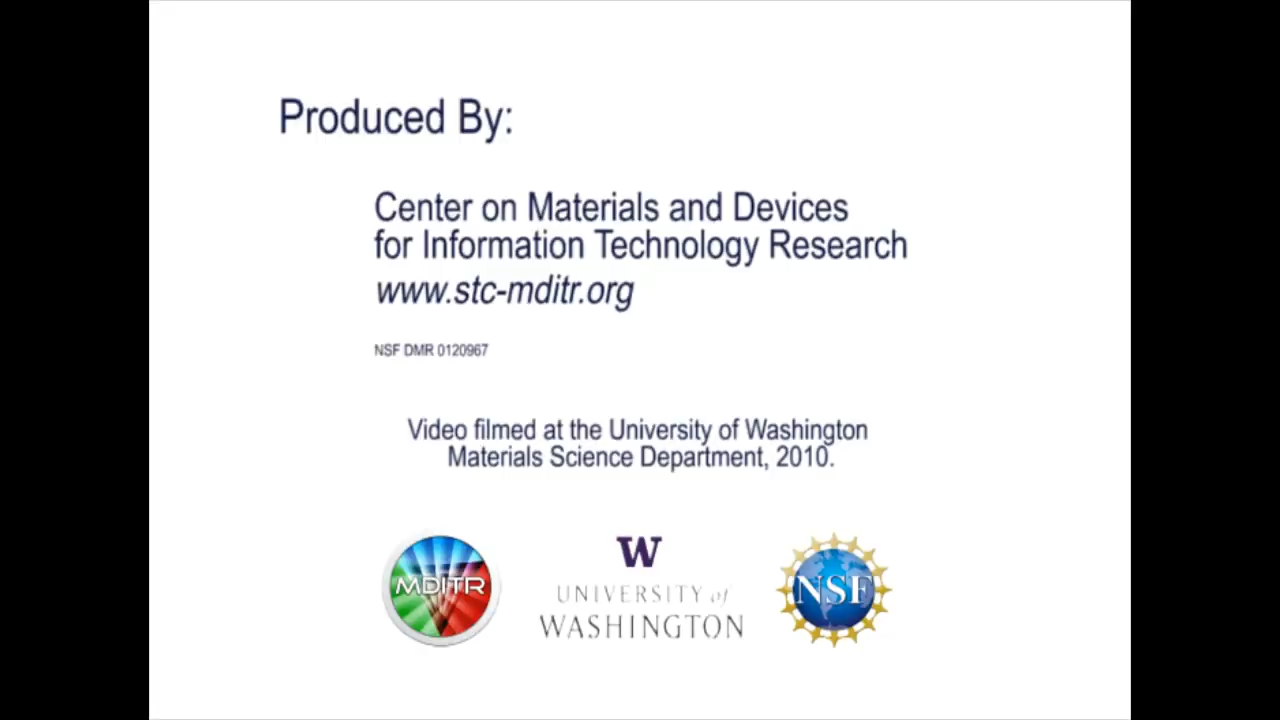 Produced By:
Center on Materials and Devices
for Information Technology Research
www.stc-mditr.org
NSF DMR 0120967
Video filmed at the University of Washington
Materials Science Department, 2010.
MDITR
W
UNIVERSITY of
WASHINGTON
NSF